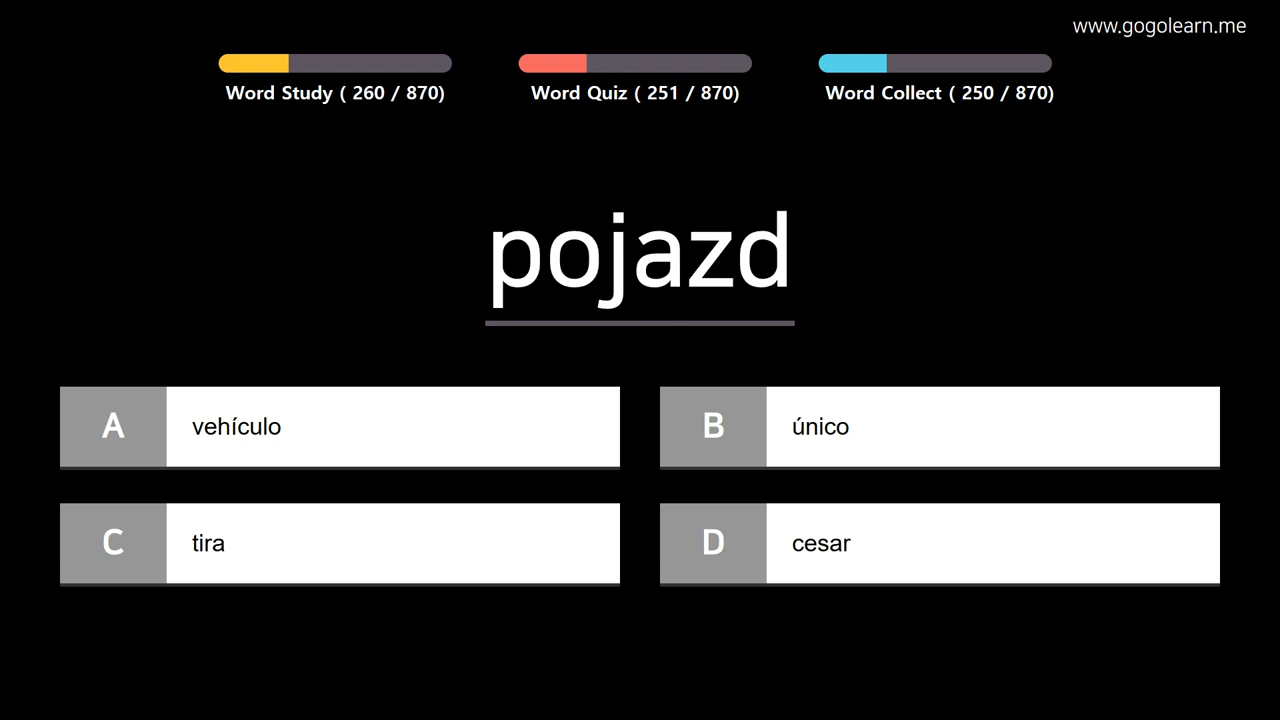 www.gogolearn.me
Word Study ( 260 / 870)
Word Quiz ( 251 / 870)
Word Collect ( 250 / 870)
pojazd
A vehículo
B único
C tira
D cesar